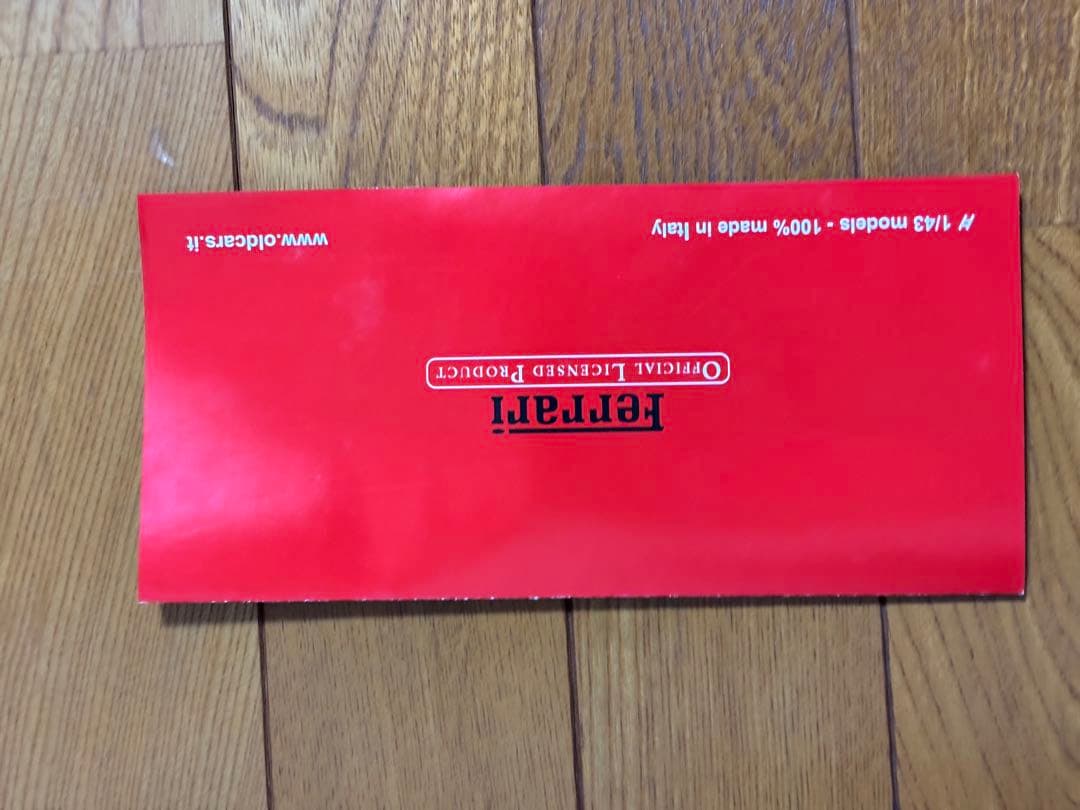 Ferrari
OFFICIAL LICENSED PRODUCT
1/43 models - 100% made in Italy
www.oldcars.it